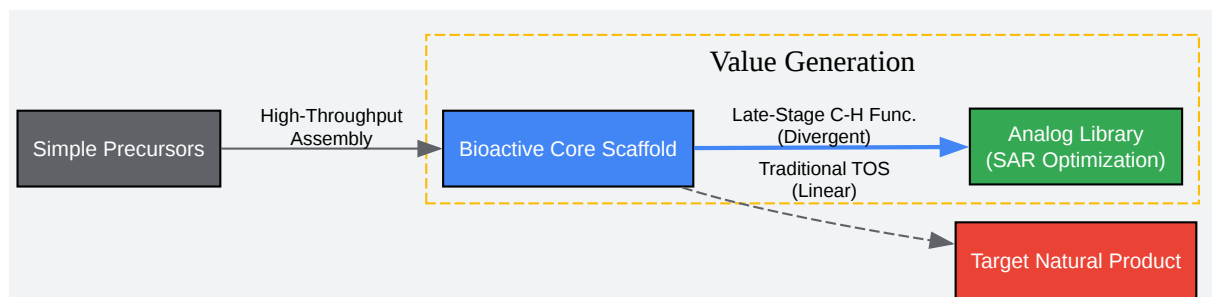 Value Generation
Simple Precursors
High-Throughput
Assembly
Bioactive Core Scaffold
Late-Stage C-H Func.
(Divergent)
Traditional TOS
(Linear)
Analog Library
(SAR Optimization)
Target Natural Product